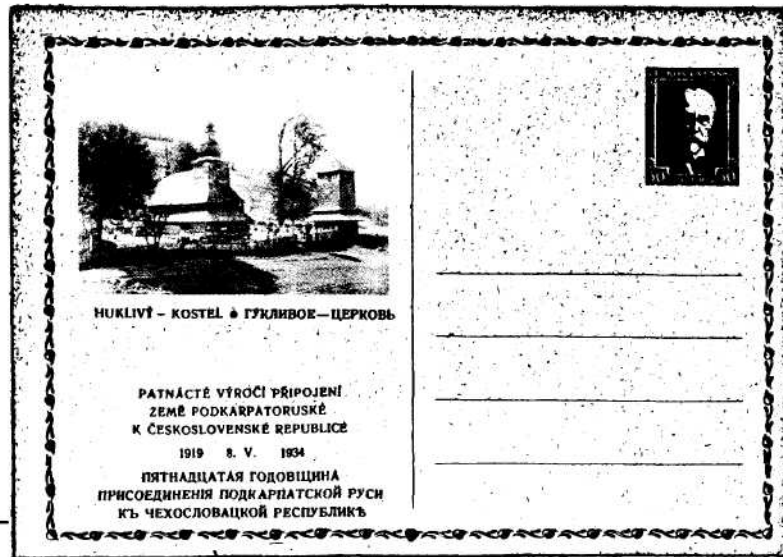 HUKLIVÝ – KOSTEL ГУКЛИВОЕ—ЦЕРКОВЬ
PATNÁCTÉ VÝROČÍ PŘIPOJENÍ
ZEMĚ PODKARPATORUSKÉ
K ČESKOSLOVENSKÉ REPUBLICE
1919 8. V. 1934
ПЯТНАДЦАТАЯ ГОДОВЩИНА
ПРИСОЕДИНЕНІЯ ПОДКАРПАТСКОЙ РУСИ
КЪ ЧЕХОСЛОВАЦКОЙ РЕСПУБЛИКѢ